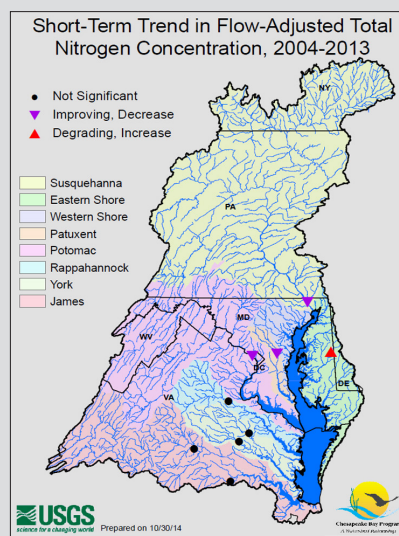 Short-Term Trend in Flow-Adjusted Total
Nitrogen Concentration, 2004-2013
Not Significant
Improving, Decrease
Degrading, Increase
Susquehanna
Eastern Shore
Western Shore
Patuxent
Potomac
Rappahannock
York
James
NY
PA
MD
WV
DC
DE
VA
USGS
science for a changing world
Prepared on 10/30/14
Chesapeake Bay Program
A Watershed Partnership